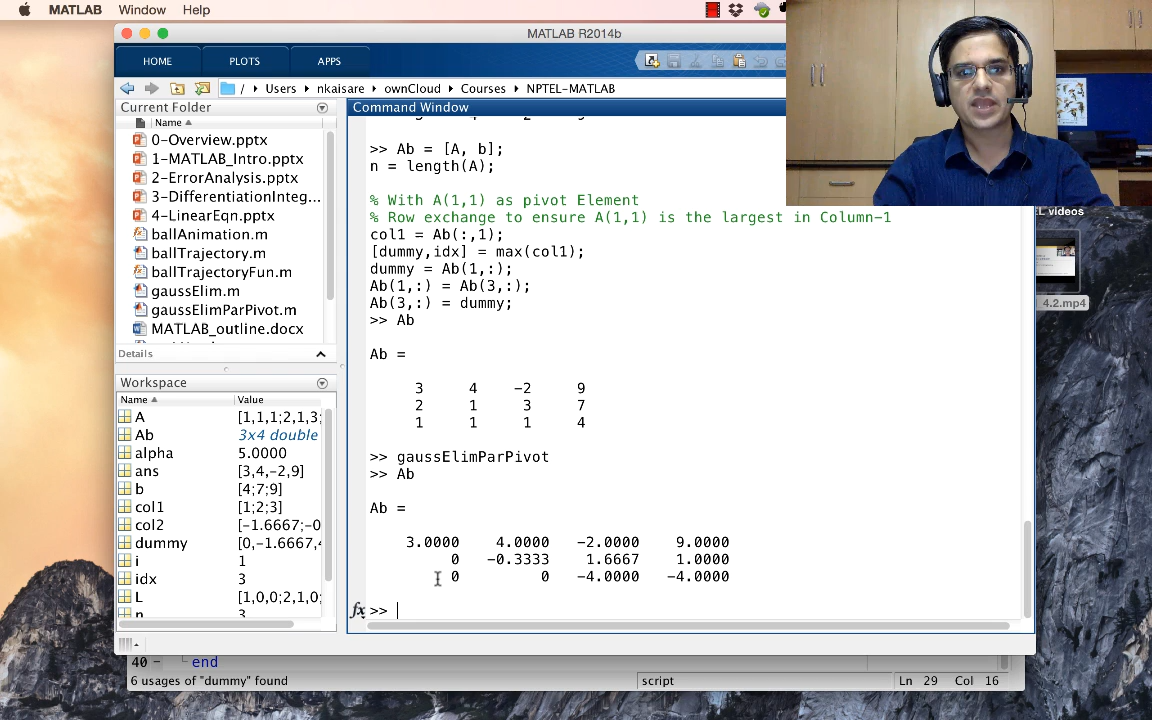 MATLAB Window Help
MATLAB R2014b
HOME PLOTS APPS
/ ▸ Users ▸ nkaisare ▸ ownCloud ▸ Courses ▸ NPTEL-MATLAB
Current Folder
Name
0-Overview.pptx
1-MATLAB_Intro.pptx
2-ErrorAnalysis.pptx
3-DifferentiationInteg...
4-LinearEqn.pptx
ballAnimation.m
ballTrajectory.m
ballTrajectoryFun.m
gaussElim.m
gaussElimParPivot.m
MATLAB_outline.docx
Details
Workspace
Name Value
A [1,1,1;2,1,3;
Ab 3x4 double
alpha 5.0000
ans [3,4,-2,9]
b [4;7;9]
col1 [1;2;3]
col2 [-1.6667;-0
dummy [0,-1.6667,4
i 1
idx 3
L [1,0,0;2,1,0;
n 3
Command Window
>> Ab = [A, b];
n = length(A);
% With A(1,1) as pivot Element
% Row exchange to ensure A(1,1) is the largest in Column-1
col1 = Ab(:,1);
[dummy,idx] = max(col1);
dummy = Ab(1,:);
Ab(1,:) = Ab(3,:);
Ab(3,:) = dummy;
>> Ab
Ab =
3 4 -2 9
2 1 3 7
1 1 1 4
>> gaussElimParPivot
>> Ab
Ab =
3.0000 4.0000 -2.0000 9.0000
0 -0.3333 1.6667 1.0000
0 0 -4.0000 -4.0000
fx >>
40 - end
6 usages of "dummy" found
script
Ln 29 Col 16
EL videos
4.2.mp4